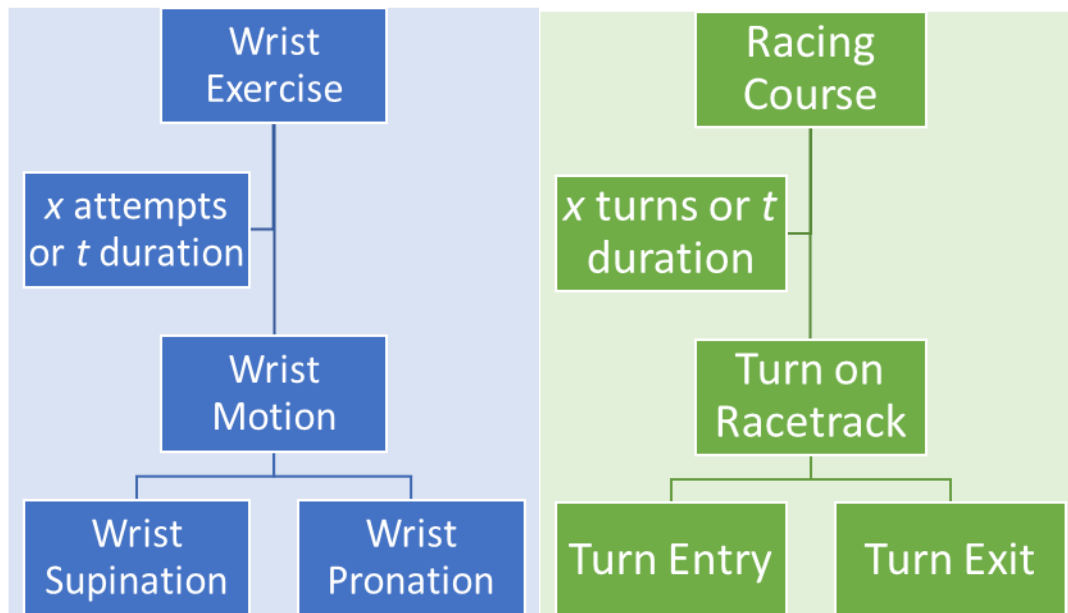 Wrist
Exercise
x attempts
or t duration
Wrist
Motion
Wrist
Supination
Wrist
Pronation
Racing
Course
x turns or t
duration
Turn on
Racetrack
Turn Entry
Turn Exit